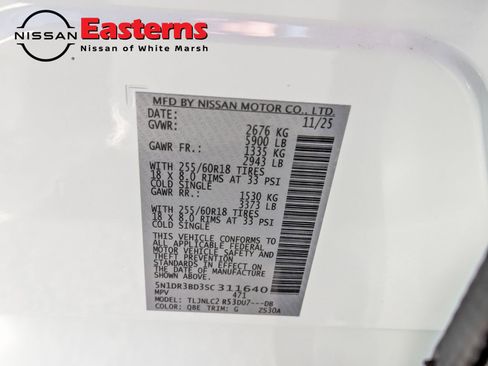 NISSAN
Easterns
Nissan of White Marsh
MFD BY NISSAN MOTOR CO., LTD.
DATE: 11/25
GVWR: 2676 KG
5900 LB
GAWR FR.: 1335 KG
2943 LB
WITH 255/60R18 TIRES
18 x 8.0 RIMS AT 33 PSI
COLD SINGLE
GAWR RR.: 1530 KG
3373 LB
WITH 255/60R18 TIRES
18 x 8.0 RIMS AT 33 PSI
COLD SINGLE
THIS VEHICLE CONFORMS TO
ALL APPLICABLE FEDERAL
MOTOR VEHICLE SAFETY AND
THEFT PREVENTION
STANDARDS IN EFFECT ON
THE DATE OF MANUFACTURE
SHOWN ABOVE.
5N1DR3BD3SC311640
MPV 471
MODEL: TLJNLC2 R53DU7---DB
COLOR: QBE TRIM: G 2530A